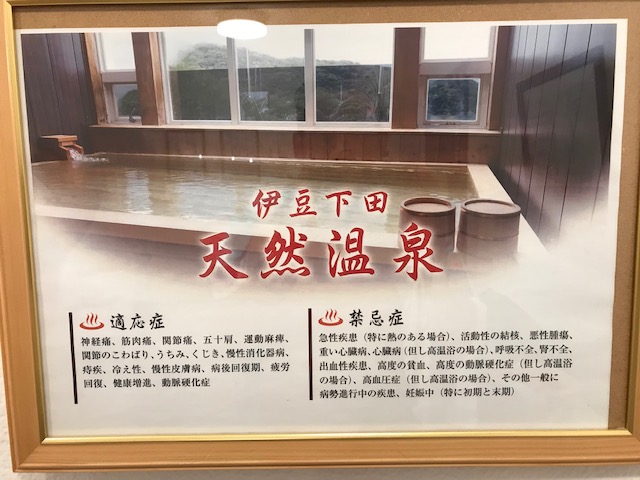 伊豆下田
天然温泉
適応症
神経痛、筋肉痛、関節痛、五十肩、運動麻痺、
関節のこわばり、うちみ、くじき、慢性消化器病、
痔疾、冷え性、慢性皮膚病、病後回復期、疲労
回復、健康増進、動脈硬化症
禁忌症
急性疾患（特に熱のある場合）、活動性の結核、悪性腫瘍、
重い心臓病、心臓病（但し高温浴の場合）、呼吸不全、腎不全、
出血性疾患、高度の貧血、高度の動脈硬化症（但し高温浴
の場合）、高血圧症（但し高温浴の場合）、その他一般に
病勢進行中の疾患、妊娠中（特に初期と末期）